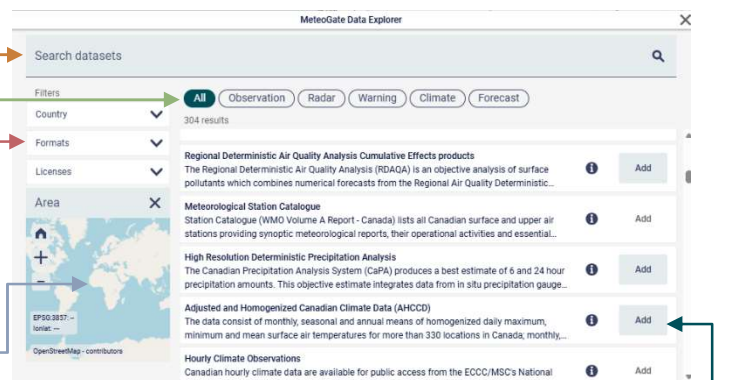 MeteoGate Data Explorer
Search datasets
Filters
Country
Formats
Licenses
Area
EPSG:3857: --
lonlat: --
OpenStreetMap - contributors
All Observation Radar Warning Climate Forecast
304 results
Regional Deterministic Air Quality Analysis Cumulative Effects products
The Regional Deterministic Air Quality Analysis (RDAQA) is an objective analysis of surface
pollutants which combines numerical forecasts from the Regional Air Quality Deterministic...
Add
Meteorological Station Catalogue
Station Catalogue (WMO Volume A Report - Canada) lists all Canadian surface and upper air
stations providing synoptic meteorological reports, their operational activities and essential...
Add
High Resolution Deterministic Precipitation Analysis
The Canadian Precipitation Analysis System (CaPA) produces a best estimate of 6 and 24 hour
precipitation amounts. This objective estimate integrates data from in situ precipitation gauge...
Add
Adjusted and Homogenized Canadian Climate Data (AHCCD)
The data consist of monthly, seasonal and annual means of homogenized daily maximum,
minimum and mean surface air temperatures for more than 330 locations in Canada; monthly,...
Add
Hourly Climate Observations
Canadian hourly climate data are available for public access from the ECCC/MSC's National
Add